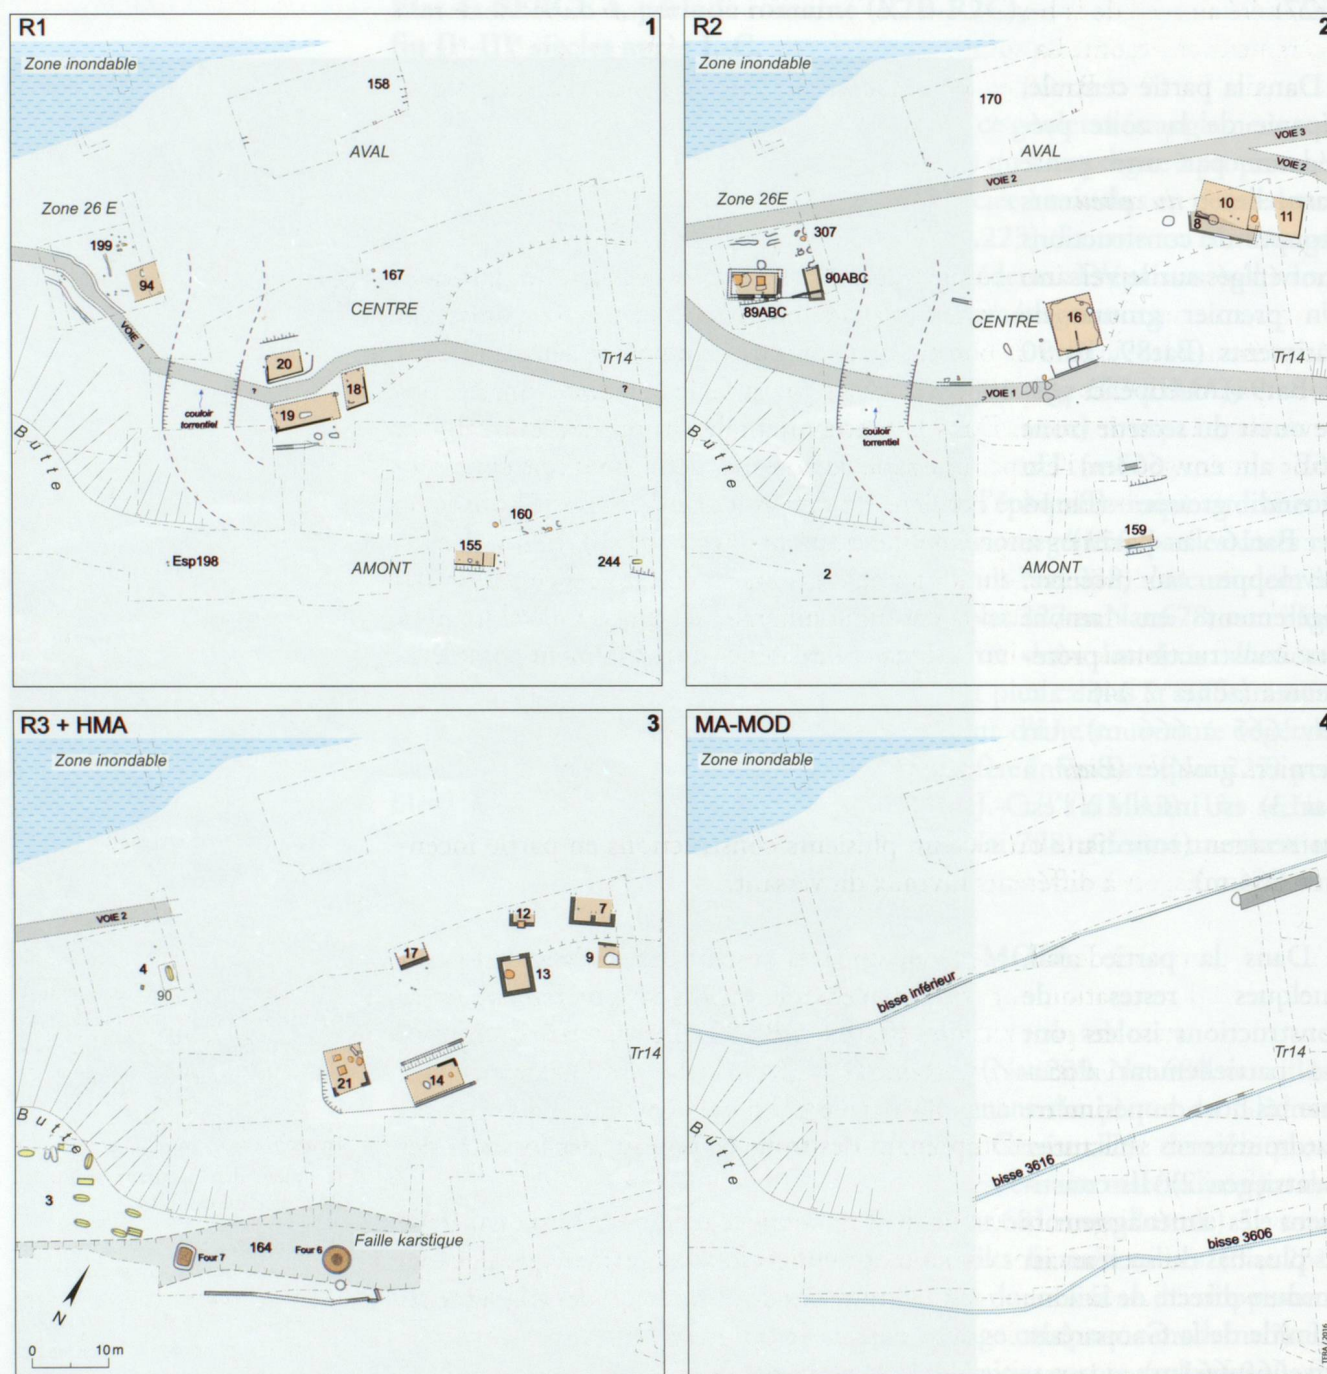 R1 1
Zone inondable
158
AVAL
Zone 26 E
199
94
167
CENTRE
VOIE 1
20
18
19
?
couloir
torrentiel
Tr14
?
Butte
160
155
Esp198
AMONT
244
R2 2
Zone inondable
170
AVAL
VOIE 3
VOIE 2
VOIE 2
Zone 26E
10
11
8
307
90ABC
89ABC
CENTRE
16
Tr14
VOIE 1
couloir
torrentiel
Butte
159
AMONT
2
R3 + HMA 3
Zone inondable
VOIE 2
12
7
17
9
4
13
90
Tr14
21
14
Butte
3
164
Faille karstique
Four 7
Four 6
N
0 10 m
MA-MOD 4
Zone inondable
bisse inférieur
Tr14
Butte
bisse 3616
bisse 3606
TERA / 2016